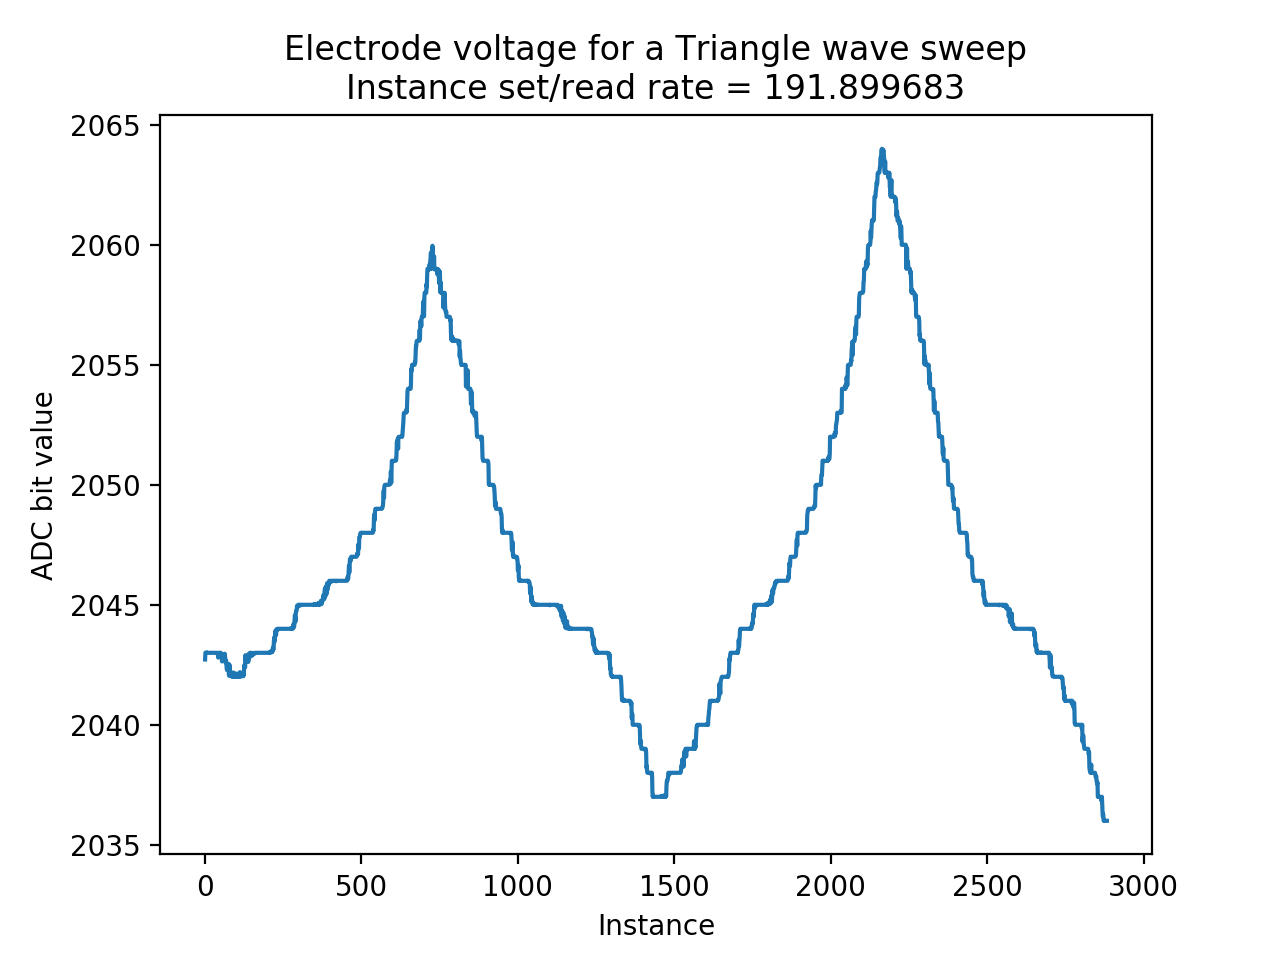 Electrode voltage for a Triangle wave sweep
Instance set/read rate = 191.899683
ADC bit value
2065
2060
2055
2050
2045
2040
2035
0 500 1000 1500 2000 2500 3000
Instance